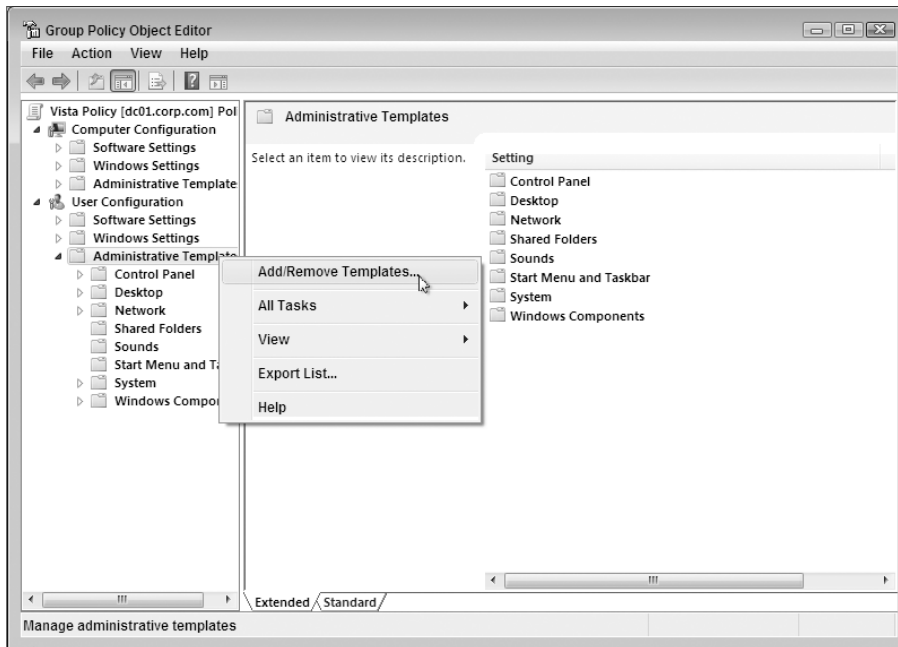 Group Policy Object Editor
File Action View Help
Vista Policy [dc01.corp.com] Pol
Computer Configuration
Software Settings
Windows Settings
Administrative Template
User Configuration
Software Settings
Windows Settings
Administrative Template
Control Panel
Desktop
Network
Shared Folders
Sounds
Start Menu and Ta
System
Windows Compo
Add/Remove Templates...
All Tasks
View
Export List...
Help
Administrative Templates
Select an item to view its description.
Setting
Control Panel
Desktop
Network
Shared Folders
Sounds
Start Menu and Taskbar
System
Windows Components
Extended Standard
Manage administrative templates